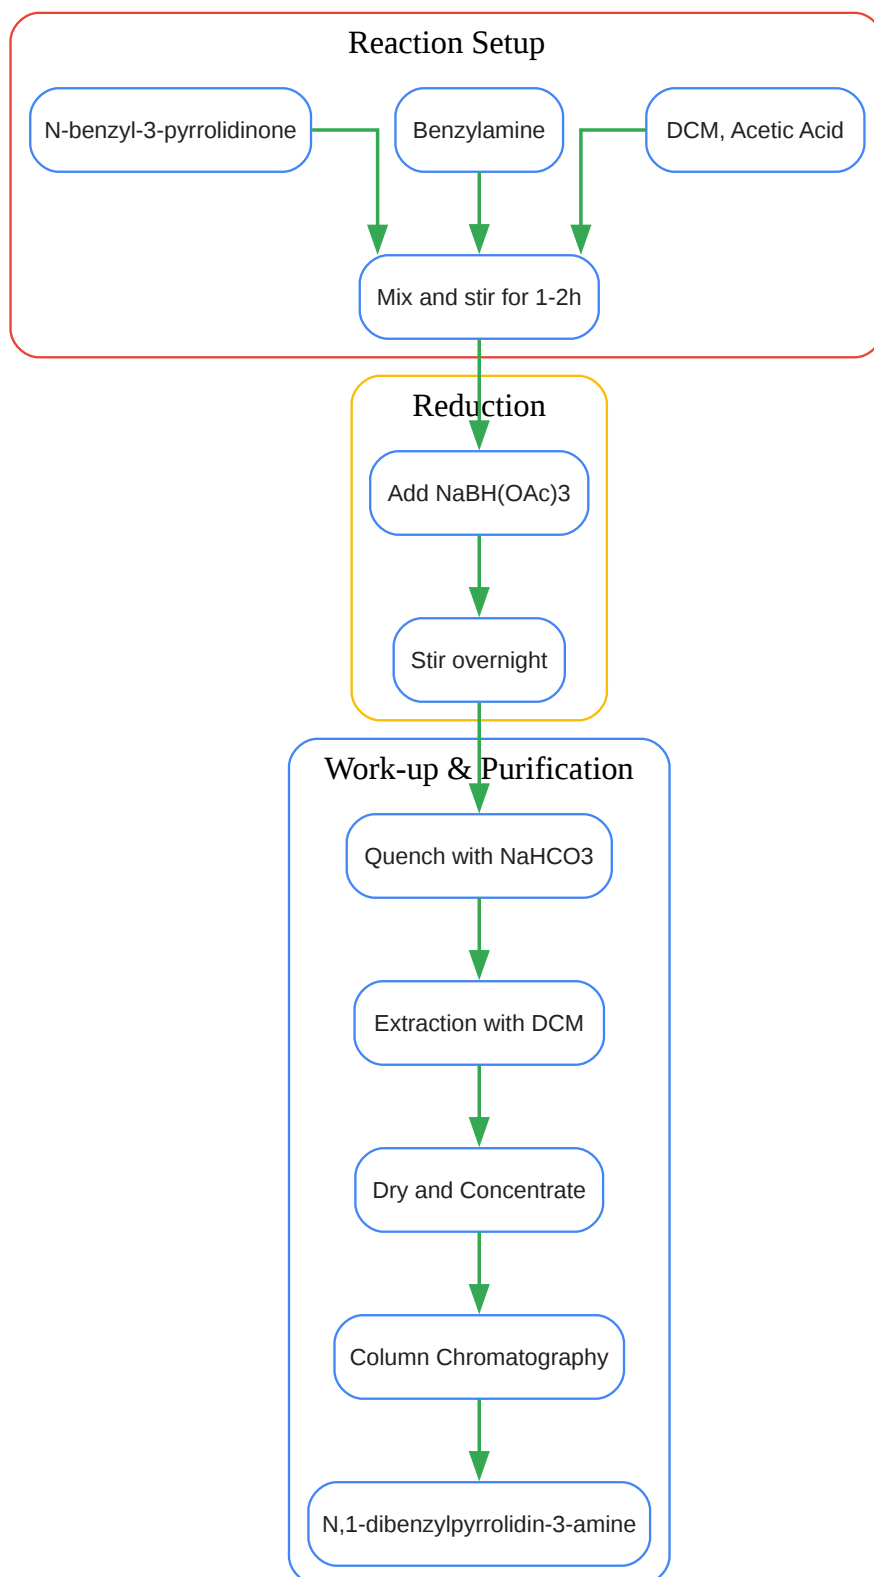 Reaction Setup
N-benzyl-3-pyrrolidinone
Benzylamine
DCM, Acetic Acid
Mix and stir for 1-2h
Reduction
Add NaBH(OAc)3
Stir overnight
Work-up & Purification
Quench with NaHCO3
Extraction with DCM
Dry and Concentrate
Column Chromatography
N,1-dibenzylpyrrolidin-3-amine